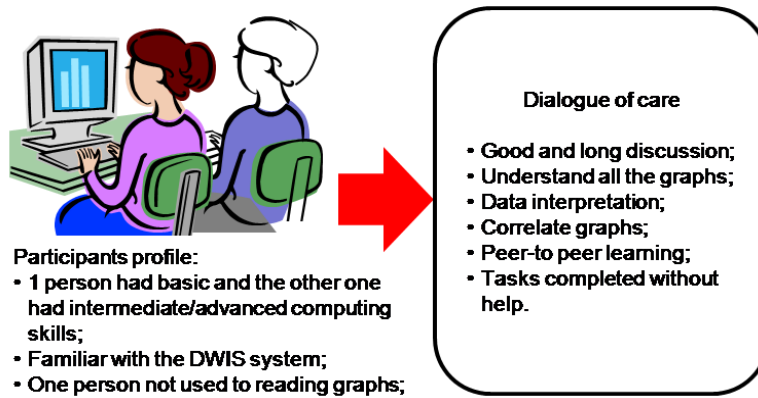 Participants profile:
• 1 person had basic and the other one
had intermediate/advanced computing
skills;
• Familiar with the DWIS system;
• One person not used to reading graphs;
Dialogue of care
• Good and long discussion;
• Understand all the graphs;
• Data interpretation;
• Correlate graphs;
• Peer-to peer learning;
• Tasks completed without
help.